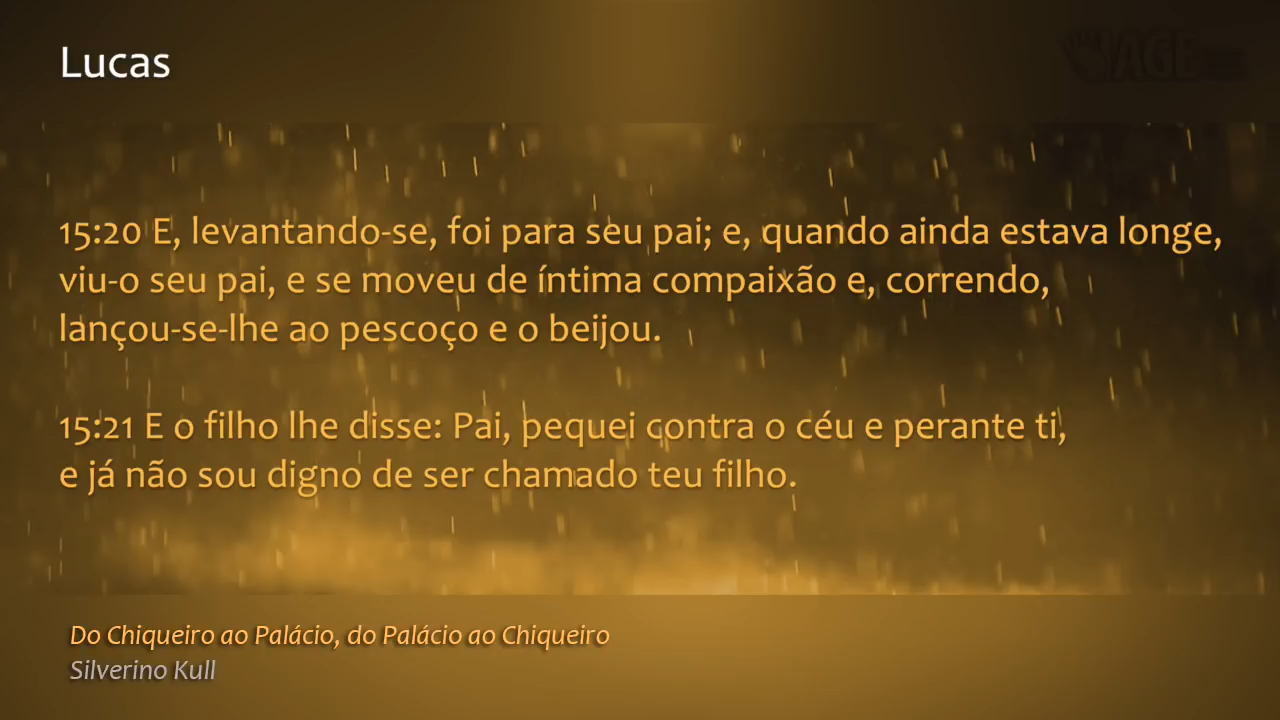 Lucas
15:20 E, levantando-se, foi para seu pai; e, quando ainda estava longe,
viu-o seu pai, e se moveu de íntima compaixão e, correndo,
lançou-se-lhe ao pescoço e o beijou.
15:21 E o filho lhe disse: Pai, pequei contra o céu e perante ti,
e já não sou digno de ser chamado teu filho.
Do Chiqueiro ao Palácio, do Palácio ao Chiqueiro
Silverino Kull